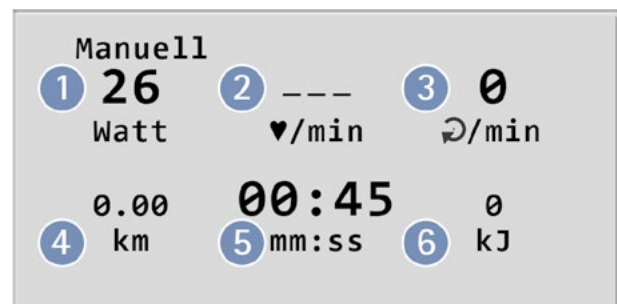 Manuell
1 26 2 --- 3 0
Watt ♥/min /min
0.00 00:45 0
4 km 5 mm:ss 6 kJ